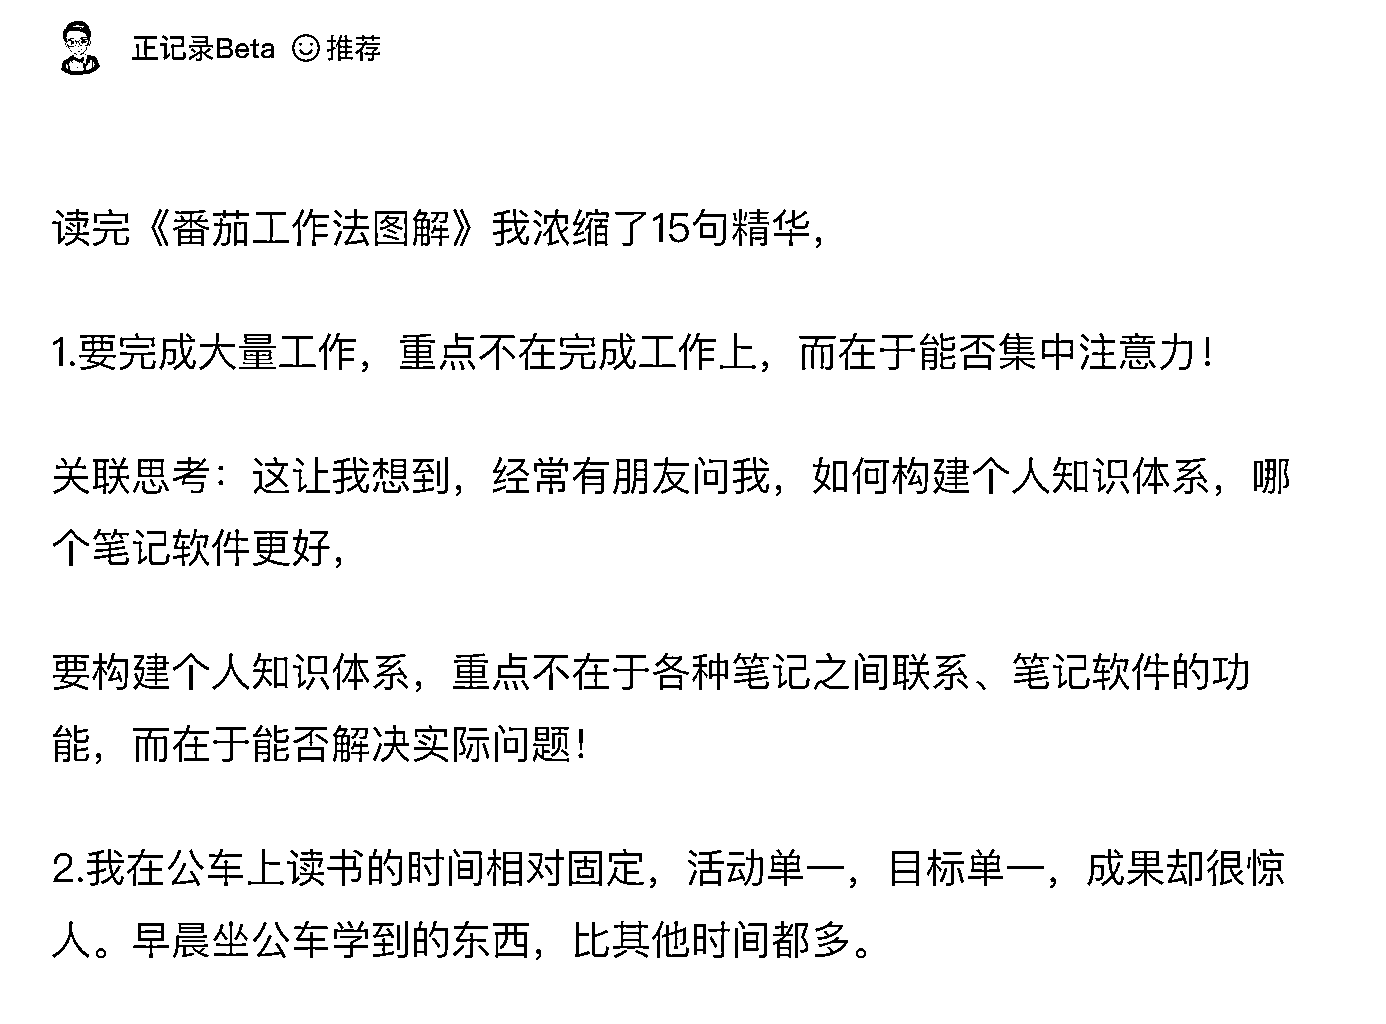 正记录Beta 推荐
读完《番茄工作法图解》我浓缩了15句精华，
1.要完成大量工作，重点不在完成工作上，而在于能否集中注意力！
关联思考：这让我想到，经常有朋友问我，如何构建个人知识体系，哪
个笔记软件更好，
要构建个人知识体系，重点不在于各种笔记之间联系、笔记软件的功
能，而在于能否解决实际问题！
2.我在公车上读书的时间相对固定，活动单一，目标单一，成果却很惊
人。早晨坐公车学到的东西，比其他时间都多。